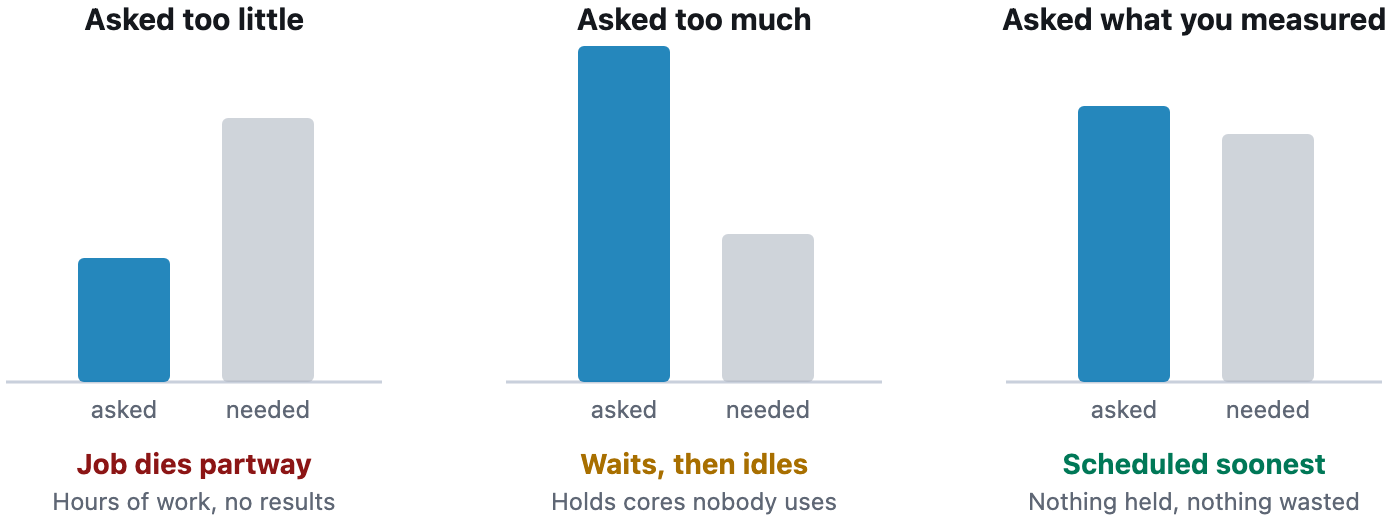 Asked too little
asked
needed
Job dies partway
Hours of work, no results
Asked too much
asked
needed
Waits, then idles
Holds cores nobody uses
Asked what you measured
asked
needed
Scheduled soonest
Nothing held, nothing wasted